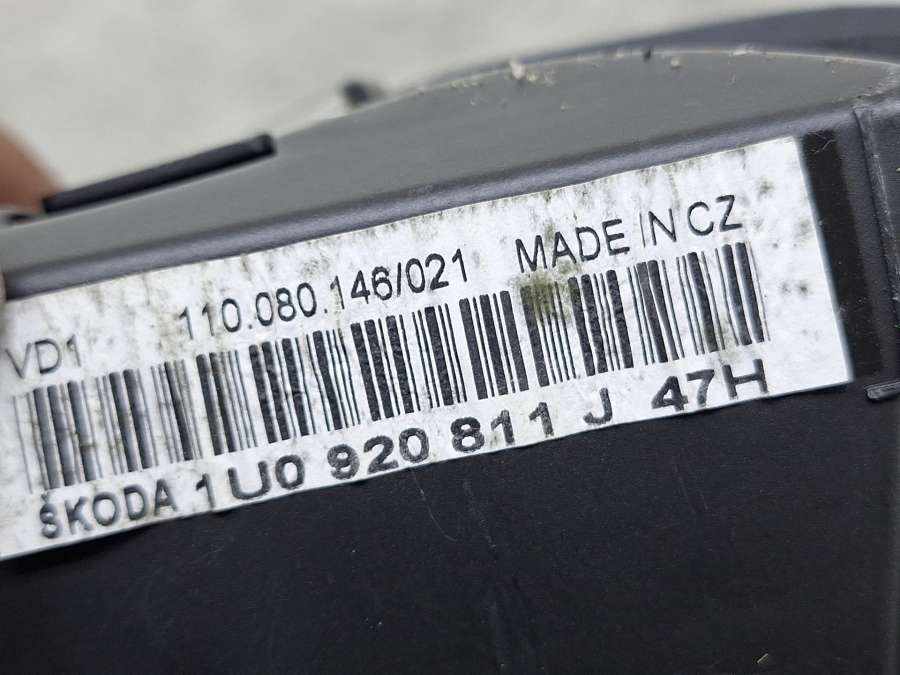 VD1 110.080.146/021 MADE IN CZ
ŠKODA 1U0 920 811 J 47H